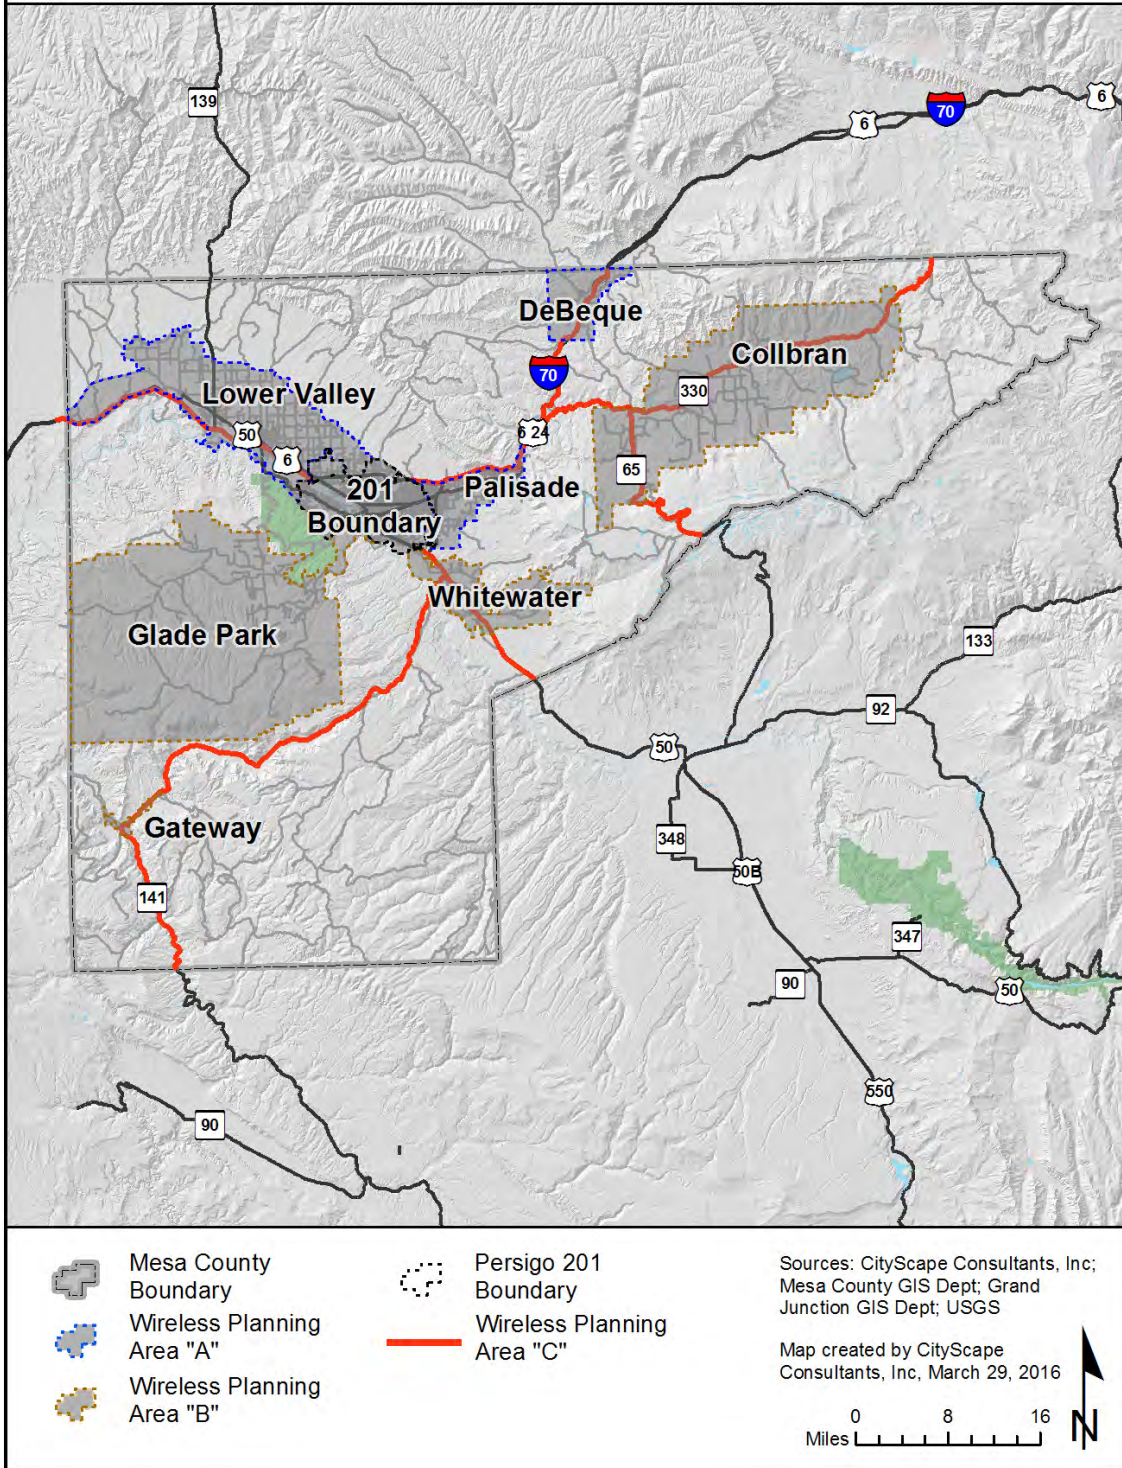 139
6
70
6
DeBeque
Collbran
70
330
Lower Valley
50
6 24
6
65
201
Boundary
Palisade
Whitewater
Glade Park
133
92
50
Gateway
348
50B
141
347
90
50
550
90
Mesa County
Boundary
Wireless Planning
Area "A"
Wireless Planning
Area "B"
Persigo 201
Boundary
Wireless Planning
Area "C"
Sources: CityScape Consultants, Inc;
Mesa County GIS Dept; Grand
Junction GIS Dept; USGS
Map created by CityScape
Consultants, Inc, March 29, 2016
0 8 16
Miles
N